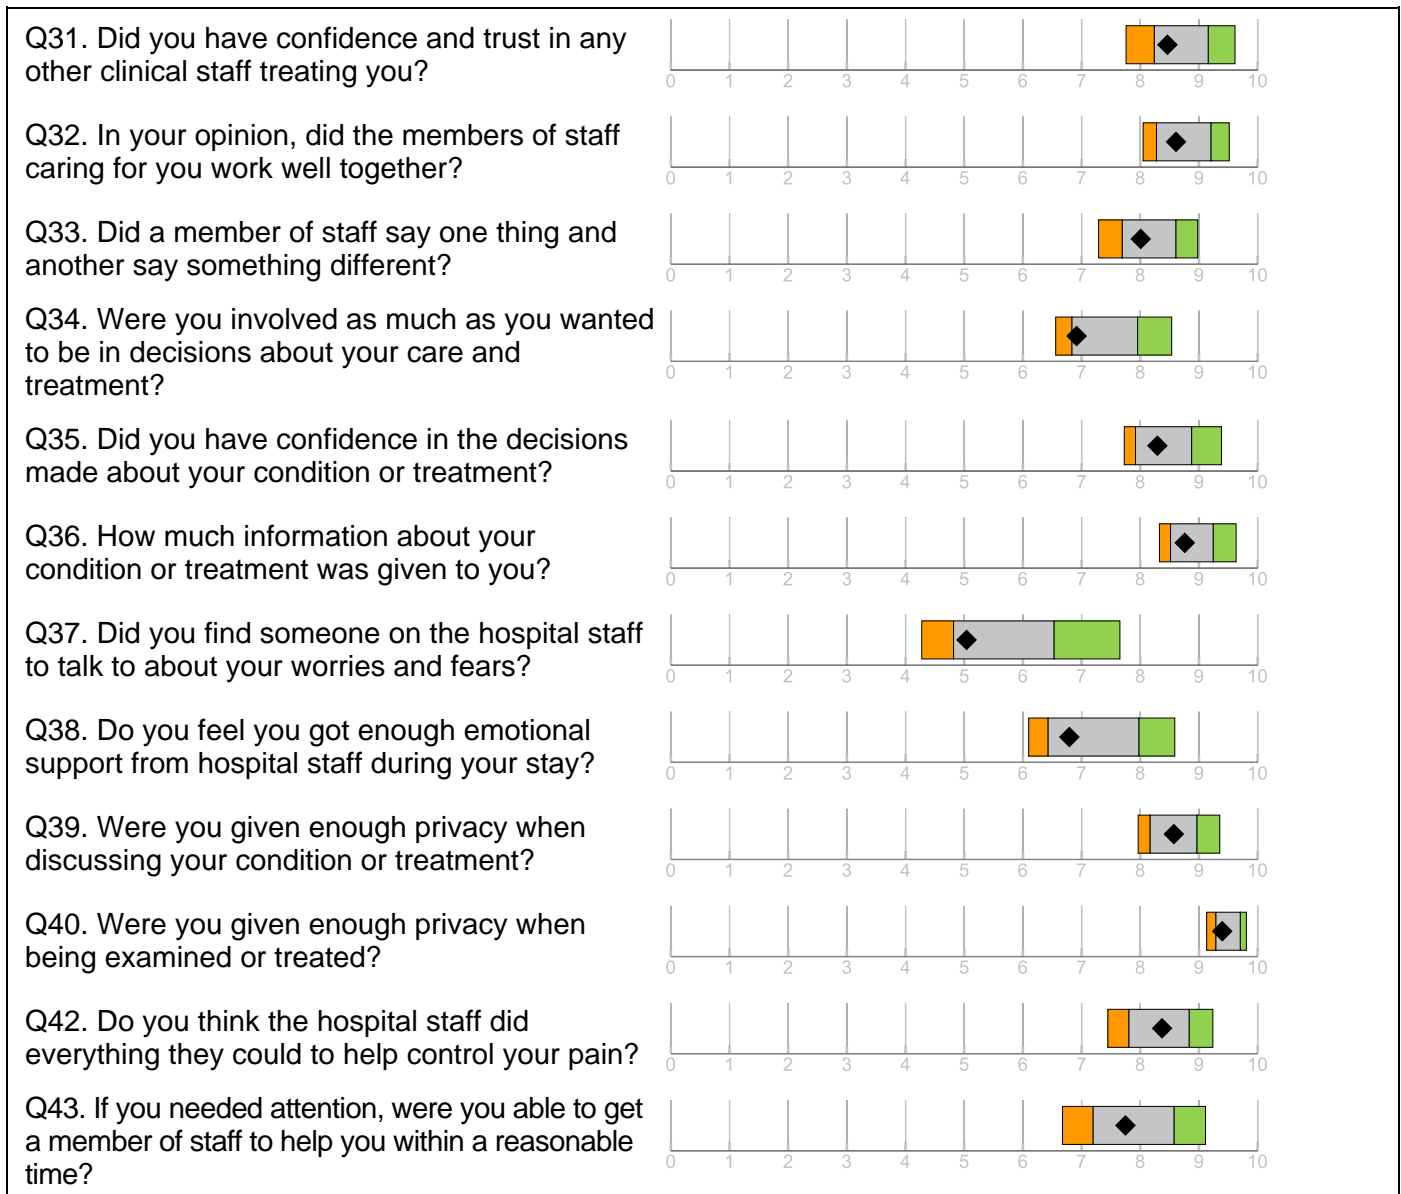 Q31. Did you have confidence and trust in any
other clinical staff treating you?
0 1 2 3 4 5 6 7 8 9 10
Q32. In your opinion, did the members of staff
caring for you work well together?
0 1 2 3 4 5 6 7 8 9 10
Q33. Did a member of staff say one thing and
another say something different?
0 1 2 3 4 5 6 7 8 9 10
Q34. Were you involved as much as you wanted
to be in decisions about your care and
treatment?
0 1 2 3 4 5 6 7 8 9 10
Q35. Did you have confidence in the decisions
made about your condition or treatment?
0 1 2 3 4 5 6 7 8 9 10
Q36. How much information about your
condition or treatment was given to you?
0 1 2 3 4 5 6 7 8 9 10
Q37. Did you find someone on the hospital staff
to talk to about your worries and fears?
0 1 2 3 4 5 6 7 8 9 10
Q38. Do you feel you got enough emotional
support from hospital staff during your stay?
0 1 2 3 4 5 6 7 8 9 10
Q39. Were you given enough privacy when
discussing your condition or treatment?
0 1 2 3 4 5 6 7 8 9 10
Q40. Were you given enough privacy when
being examined or treated?
0 1 2 3 4 5 6 7 8 9 10
Q42. Do you think the hospital staff did
everything they could to help control your pain?
0 1 2 3 4 5 6 7 8 9 10
Q43. If you needed attention, were you able to get
a member of staff to help you within a reasonable
time?
0 1 2 3 4 5 6 7 8 9 10